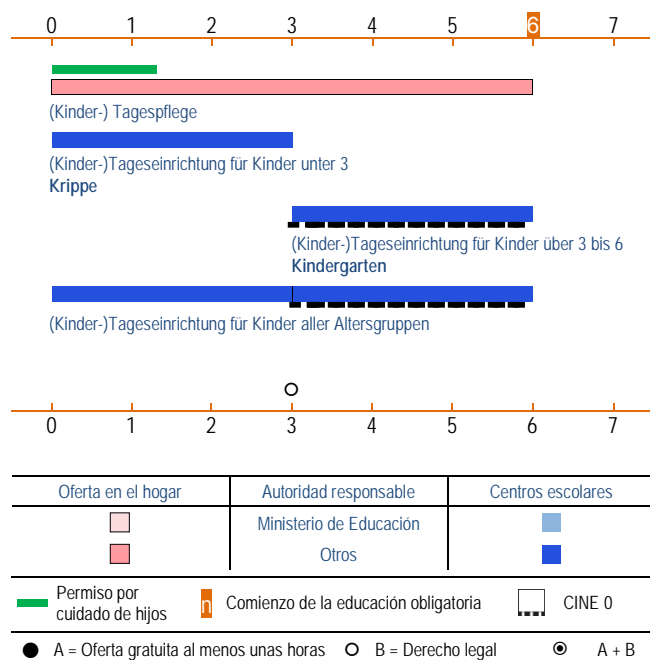 0 1 2 3 4 5 6 7
(Kinder-) Tagespflege
(Kinder-)Tageseinrichtung für Kinder unter 3
Krippe
(Kinder-)Tageseinrichtung für Kinder über 3 bis 6
Kindergarten
(Kinder-)Tageseinrichtung für Kinder aller Altersgruppen
0 1 2 3 4 5 6 7
Oferta en el hogar Autoridad responsable Centros escolares
Ministerio de Educación
Otros
Permiso por
cuidado de hijos
n Comienzo de la educación obligatoria CINE 0
A = Oferta gratuita al menos unas horas B = Derecho legal A + B